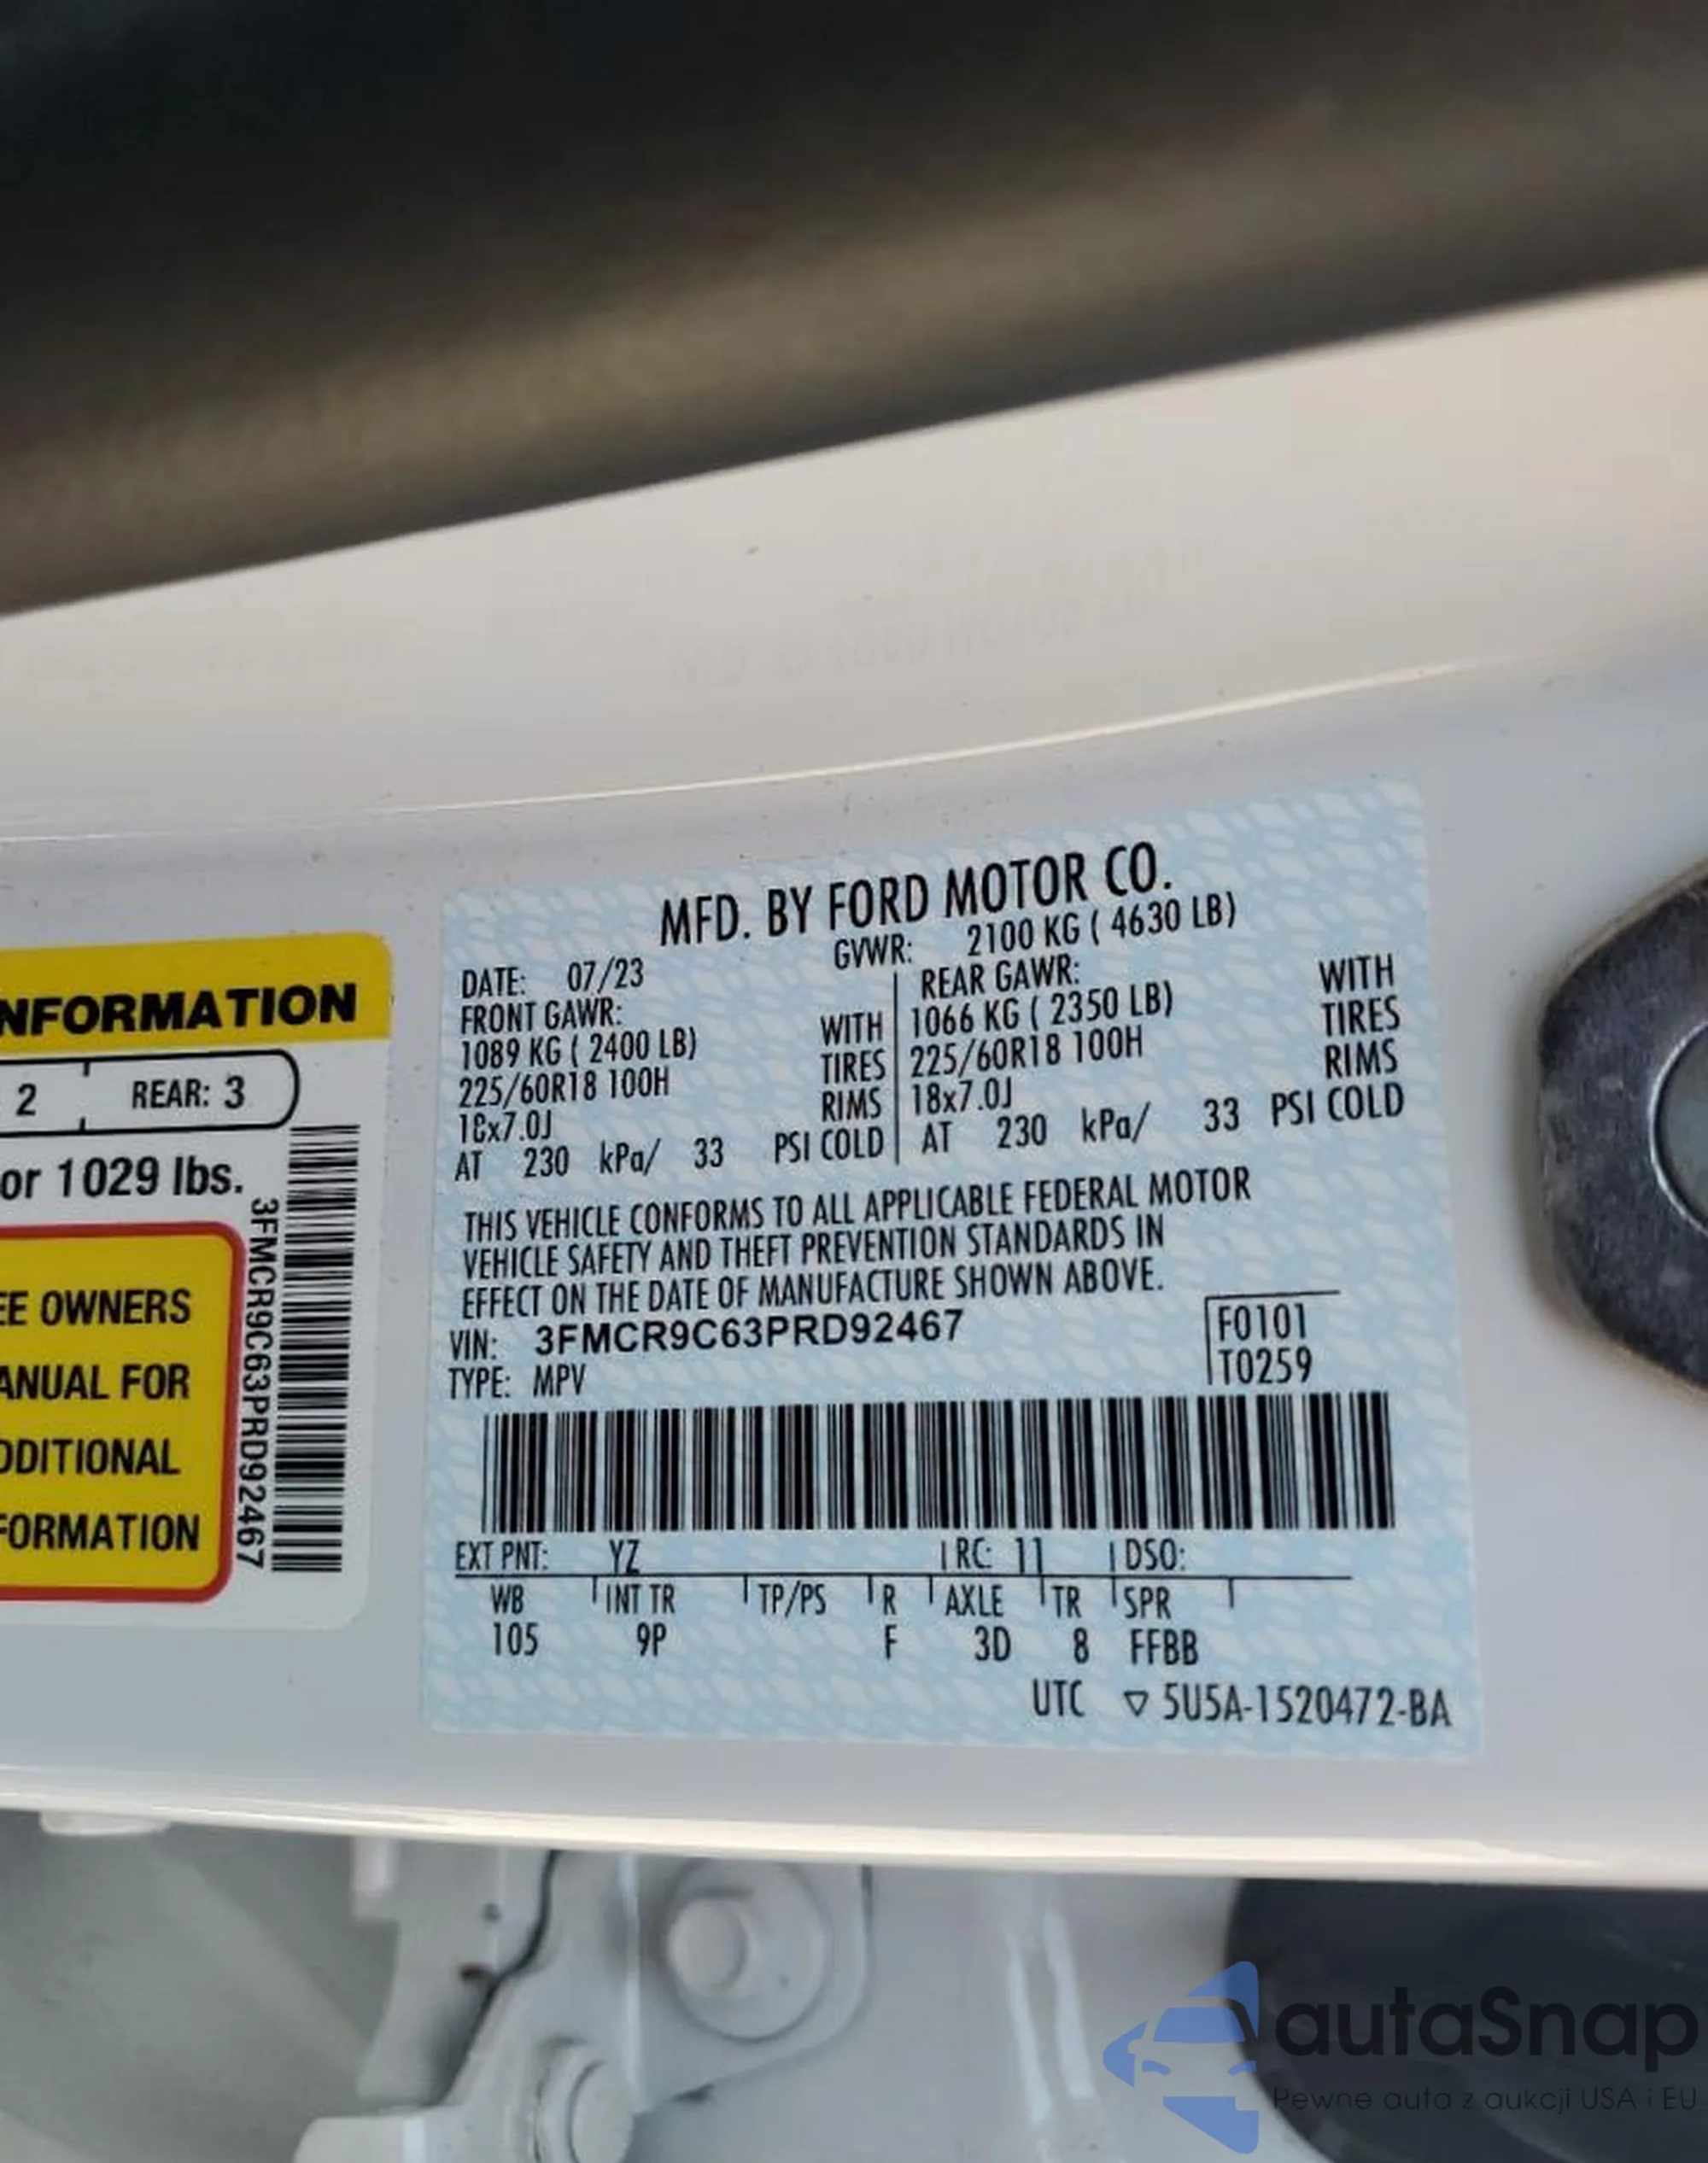 NFORMATION
2 REAR: 3
or 1029 lbs.
EE OWNERS
ANUAL FOR
DDITIONAL
FORMATION
3FMCR9C63PRD92467
MFD. BY FORD MOTOR CO.
DATE: 07/23 GVWR: 2100 KG ( 4630 LB)
FRONT GAWR:
1089 KG ( 2400 LB) WITH
225/60R18 100H TIRES
18x7.0J RIMS
AT 230 kPa/ 33 PSI COLD
REAR GAWR: WITH
1066 KG ( 2350 LB) TIRES
225/60R18 100H RIMS
18x7.0J
AT 230 kPa/ 33 PSI COLD
THIS VEHICLE CONFORMS TO ALL APPLICABLE FEDERAL MOTOR
VEHICLE SAFETY AND THEFT PREVENTION STANDARDS IN
EFFECT ON THE DATE OF MANUFACTURE SHOWN ABOVE.
VIN: 3FMCR9C63PRD92467 F0101
TYPE: MPV T0259
EXT PNT: YZ RC: 11 DSO:
WB INT TR TP/PS R AXLE TR SPR
105 9P F 3D 8 FFBB
UTC ▽ 5U5A-1520472-BA
autaSnap
Pewne auta z aukcji USA i EU